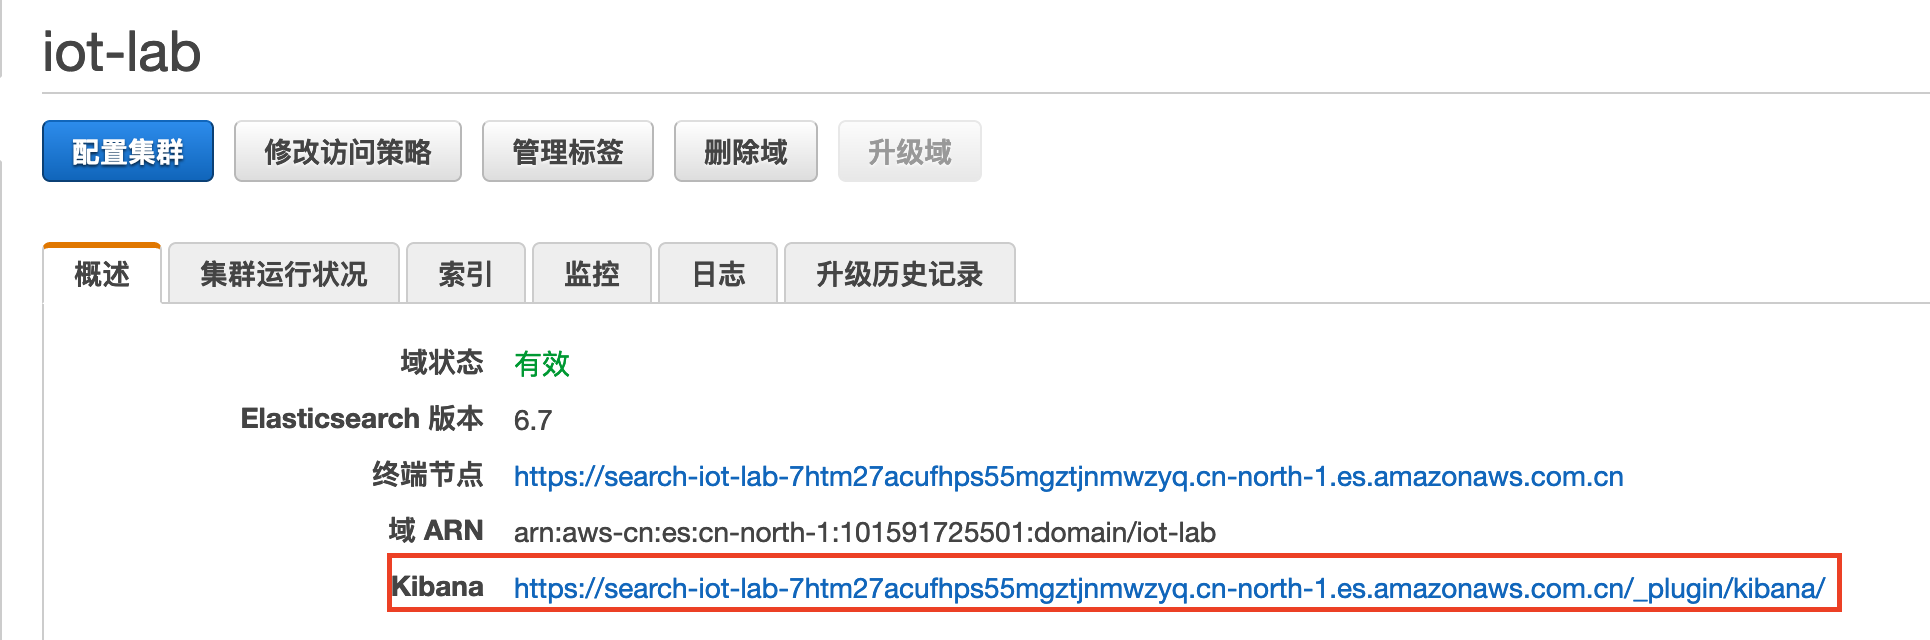 iot-lab
配置集群 修改访问策略 管理标签 删除域 升级域
概述 集群运行状况 索引 监控 日志 升级历史记录
域状态 有效
Elasticsearch 版本 6.7
终端节点 https://search-iot-lab-7htm27acufhps55mgztjnmwzyq.cn-north-1.es.amazonaws.com.cn
域 ARN arn:aws-cn:es:cn-north-1:101591725501:domain/iot-lab
Kibana https://search-iot-lab-7htm27acufhps55mgztjnmwzyq.cn-north-1.es.amazonaws.com.cn/_plugin/kibana/